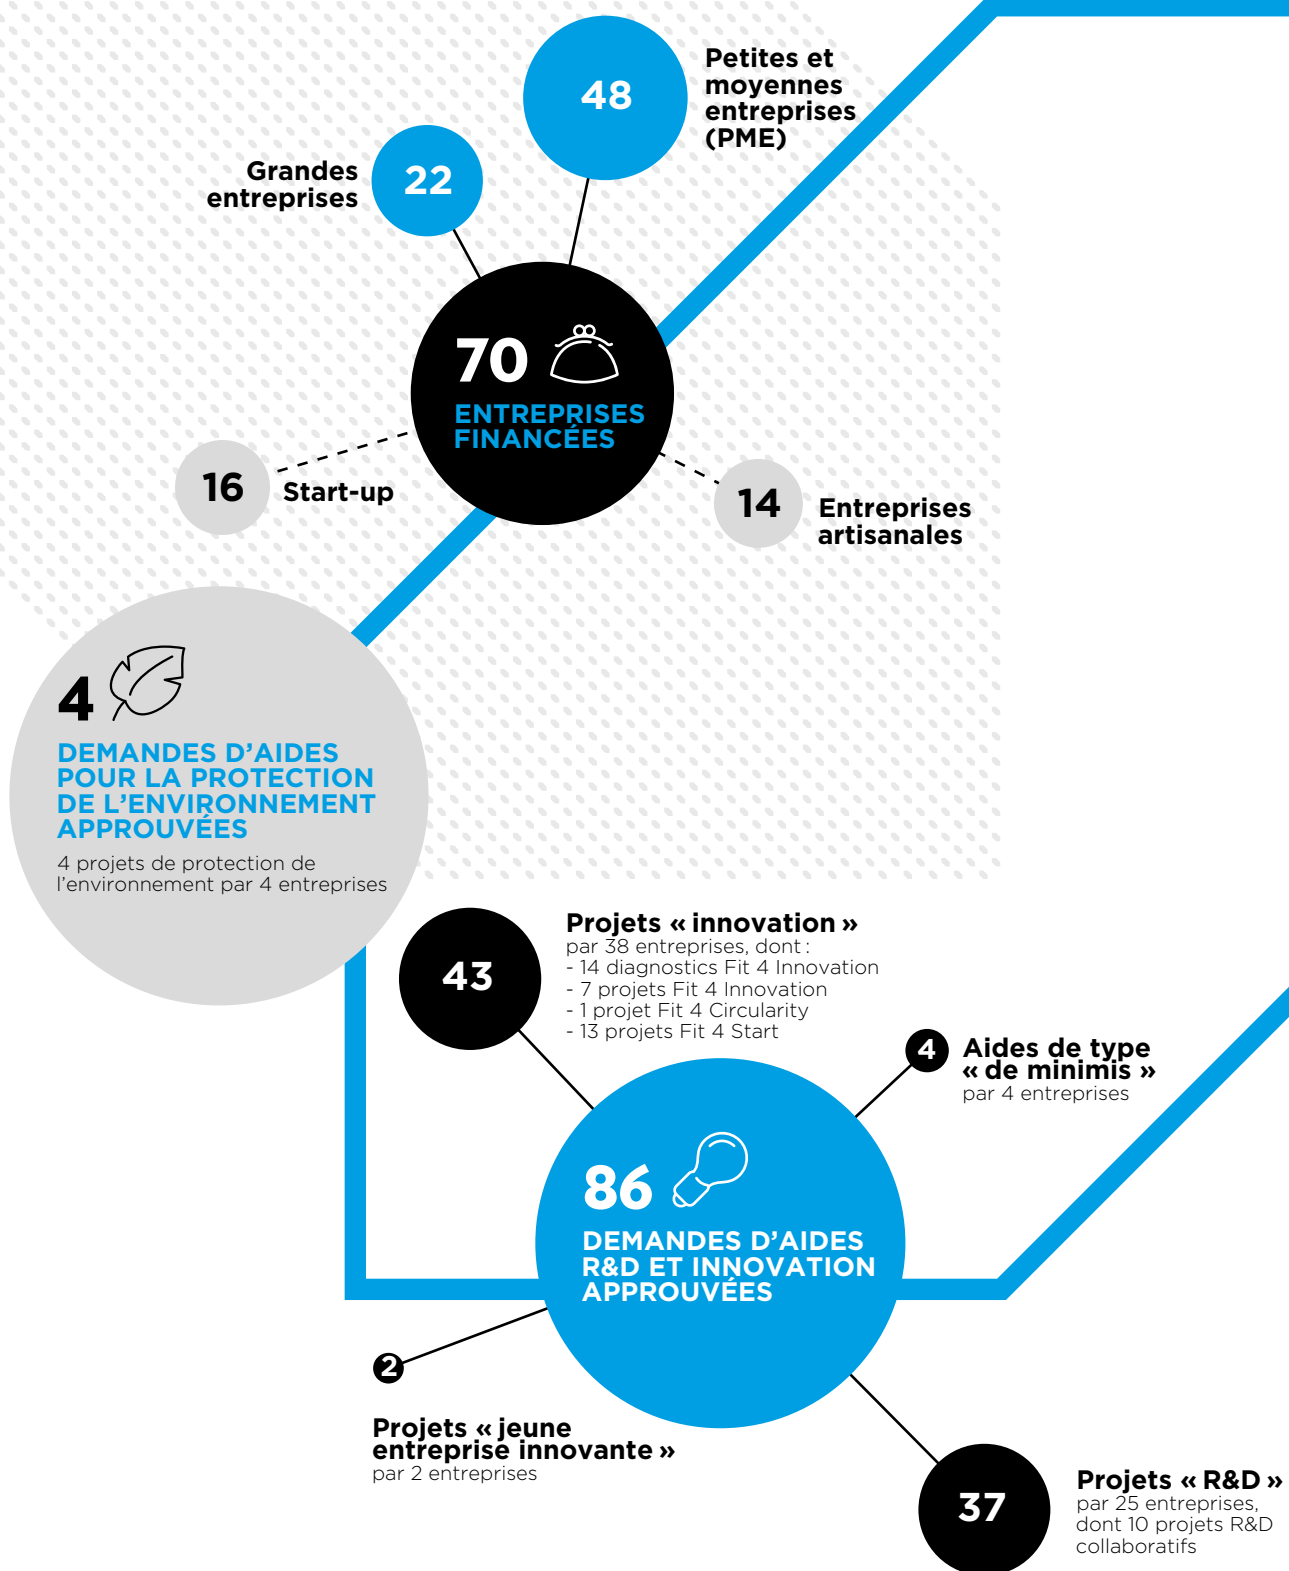 48
Petites et
moyennes
entreprises
(PME)
Grandes
entreprises
22
70
ENTREPRISES
FINANCÉES
16
Start-up
14
Entreprises
artisanales
4
DEMANDES D’AIDES
POUR LA PROTECTION
DE L’ENVIRONNEMENT
APPROUVÉES
4 projets de protection de
l’environnement par 4 entreprises
43
Projets « innovation »
par 38 entreprises, dont :
- 14 diagnostics Fit 4 Innovation
- 7 projets Fit 4 Innovation
- 1 projet Fit 4 Circularity
- 13 projets Fit 4 Start
4
Aides de type
« de minimis »
par 4 entreprises
86
DEMANDES D’AIDES
R&D ET INNOVATION
APPROUVÉES
2
Projets « jeune
entreprise innovante »
par 2 entreprises
37
Projets « R&D »
par 25 entreprises,
dont 10 projets R&D
collaboratifs